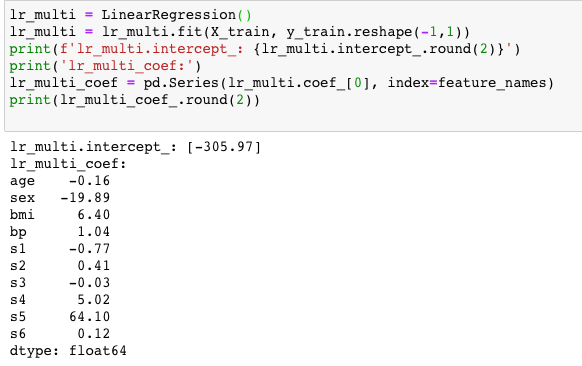 lr_multi = LinearRegression()
lr_multi = lr_multi.fit(X_train, y_train.reshape(-1,1))
print(f'lr_multi.intercept_: {lr_multi.intercept_.round(2)}')
print('lr_multi_coef:')
lr_multi_coef = pd.Series(lr_multi.coef_[0], index=feature_names)
print(lr_multi_coef_.round(2))
lr_multi.intercept_: [-305.97]
lr_multi_coef:
age    -0.16
sex   -19.89
bmi     6.40
bp      1.04
s1     -0.77
s2      0.41
s3     -0.03
s4      5.02
s5     64.10
s6      0.12
dtype: float64